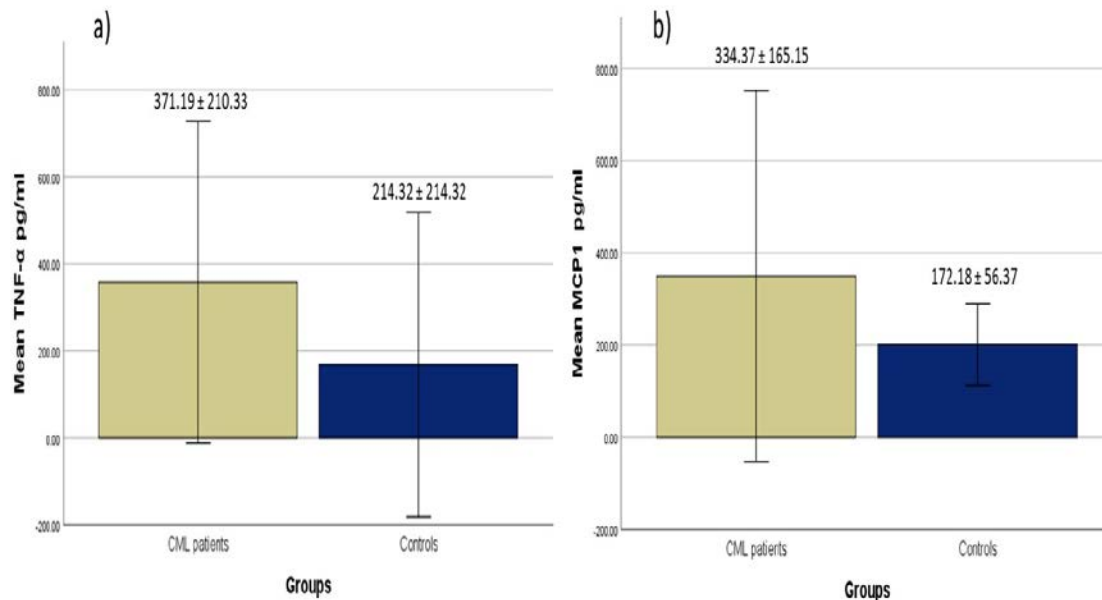 a)
371.19 ± 210.33
214.32 ± 214.32
Mean TNF-α pg/ml
800.00
600.00
400.00
200.00
0.00
-200.00
CML patients
Controls
Groups
b)
334.37 ± 165.15
172.18 ± 56.37
Mean MCP1 pg/ml
800.00
600.00
400.00
200.00
0.00
-200.00
CML patients
Controls
Groups